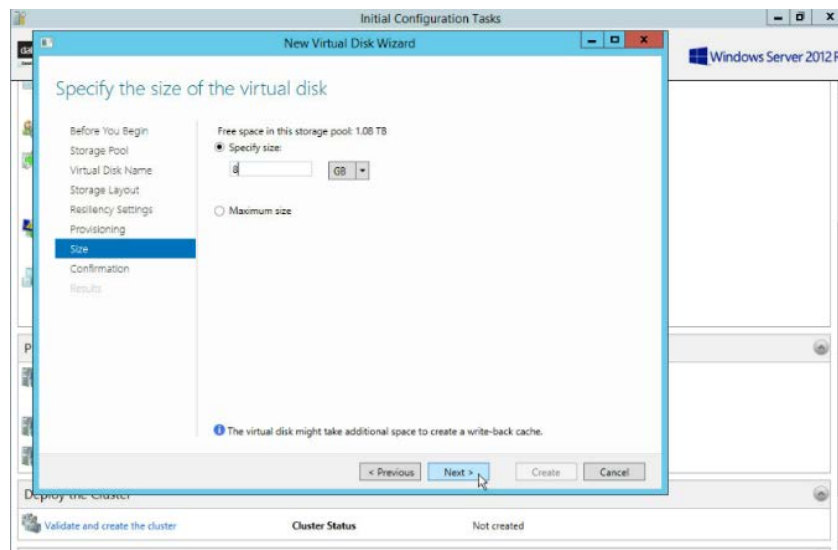 Initial Configuration Tasks
New Virtual Disk Wizard
Windows Server 2012 R
Specify the size of the virtual disk
Before You Begin
Storage Pool
Virtual Disk Name
Storage Layout
Resiliency Settings
Provisioning
Size
Confirmation
Results
Free space in this storage pool: 1.08 TB
Specify size:
8
GB
Maximum size
The virtual disk might take additional space to create a write-back cache.
< Previous
Next >
Create
Cancel
Deploy the Cluster
Validate and create the cluster
Cluster Status
Not created